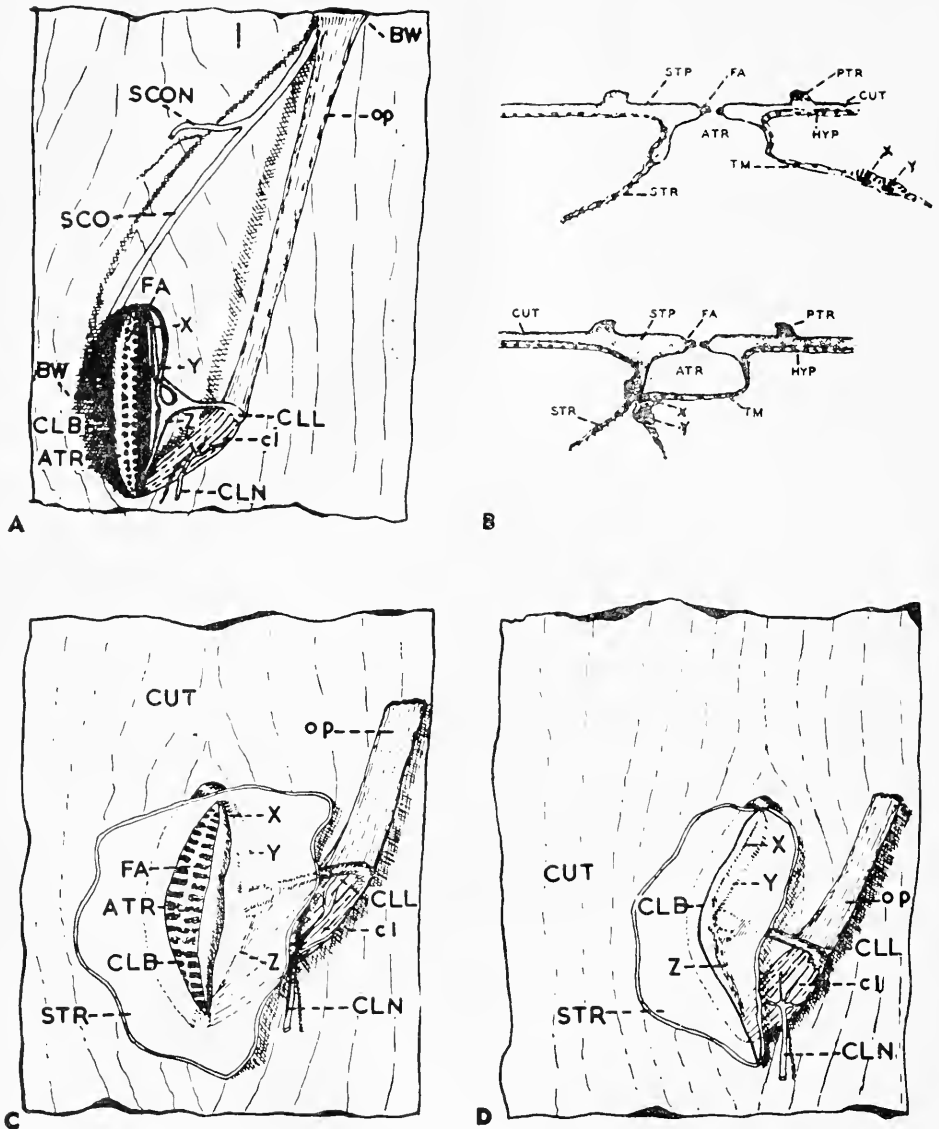 BW
SCON
op
SCO
FA
X
Y
BW
CLB
Z
CLL
cl
ATR
CLN
A
STP FA PTR
CUT
ATR HYP
X
TM Y
STR
CUT STP FA PTR
ATR HYP
STR X TM
Y
B
CUT
op
X
Y
FA
ATR
CLL
cl
CLB
Z
STR
CLN
C
X
CUT
Y
CLB
op
CLL
Z
cl
STR
CLN
D